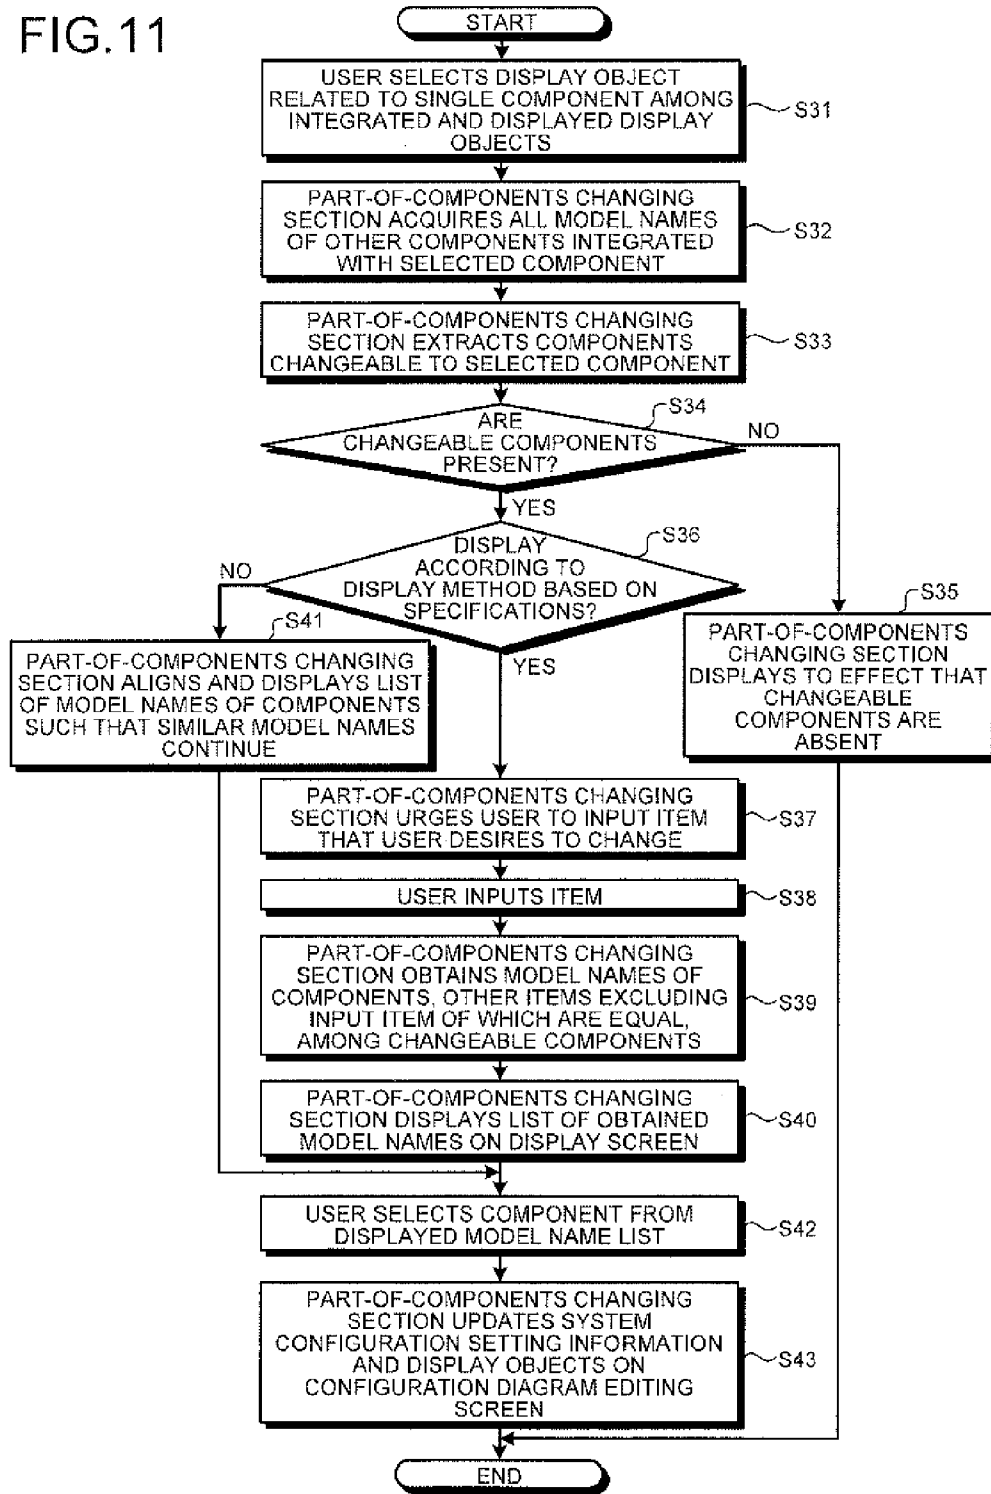 FIG.11
START
USER SELECTS DISPLAY OBJECT
RELATED TO SINGLE COMPONENT AMONG
INTEGRATED AND DISPLAYED DISPLAY
OBJECTS
S31
PART-OF-COMPONENTS CHANGING
SECTION ACQUIRES ALL MODEL NAMES
OF OTHER COMPONENTS INTEGRATED
WITH SELECTED COMPONENT
S32
PART-OF-COMPONENTS CHANGING
SECTION EXTRACTS COMPONENTS
CHANGEABLE TO SELECTED COMPONENT
S33
ARE
CHANGEABLE COMPONENTS
PRESENT?
S34
NO
YES
DISPLAY
ACCORDING TO
DISPLAY METHOD BASED ON
SPECIFICATIONS?
S36
NO
YES
S41
PART-OF-COMPONENTS CHANGING
SECTION ALIGNS AND DISPLAYS LIST
OF MODEL NAMES OF COMPONENTS
SUCH THAT SIMILAR MODEL NAMES
CONTINUE
S35
PART-OF-COMPONENTS
CHANGING SECTION
DISPLAYS TO EFFECT THAT
CHANGEABLE
COMPONENTS ARE
ABSENT
PART-OF-COMPONENTS CHANGING
SECTION URGES USER TO INPUT ITEM
THAT USER DESIRES TO CHANGE
S37
USER INPUTS ITEM
S38
PART-OF-COMPONENTS CHANGING
SECTION OBTAINS MODEL NAMES OF
COMPONENTS, OTHER ITEMS EXCLUDING
INPUT ITEM OF WHICH ARE EQUAL,
AMONG CHANGEABLE COMPONENTS
S39
PART-OF-COMPONENTS CHANGING
SECTION DISPLAYS LIST OF OBTAINED
MODEL NAMES ON DISPLAY SCREEN
S40
USER SELECTS COMPONENT FROM
DISPLAYED MODEL NAME LIST
S42
PART-OF-COMPONENTS CHANGING
SECTION UPDATES SYSTEM
CONFIGURATION SETTING INFORMATION
AND DISPLAY OBJECTS ON
CONFIGURATION DIAGRAM EDITING
SCREEN
S43
END